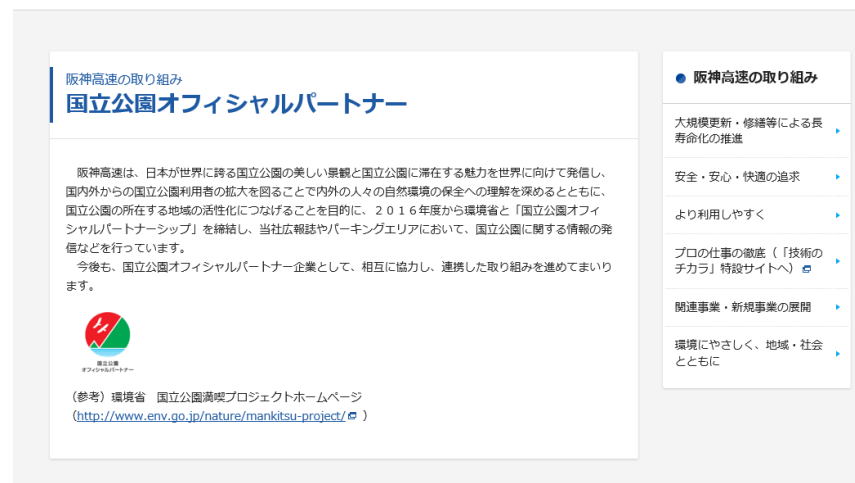 阪神高速の取り組み
国立公園オフィシャルパートナー
　阪神高速は、日本が世界に誇る国立公園の美しい景観と国立公園に滞在する魅力を世界に向けて発信し、
国内外からの国立公園利用者の拡大を図ることで内外の人々の自然環境の保全への理解を深めるとともに、
国立公園の所在する地域の活性化につなげることを目的に、２０１６年度から環境省と「国立公園オフィ
シャルパートナーシップ」を締結し、当社広報誌やパーキングエリアにおいて、国立公園に関する情報の発
信などを行っています。
　今後も、国立公園オフィシャルパートナー企業として、相互に協力し、連携した取り組みを進めてまいり
ます。
国立公園
オフィシャルパートナー
（参考）環境省　国立公園満喫プロジェクトホームページ
（http://www.env.go.jp/nature/mankitsu-project/ ）
阪神高速の取り組み
大規模更新・修繕等による長
寿命化の推進
安全・安心・快適の追求
より利用しやすく
プロの仕事の徹底（「技術の
チカラ」特設サイトへ）
関連事業・新規事業の展開
環境にやさしく、地域・社会
とともに